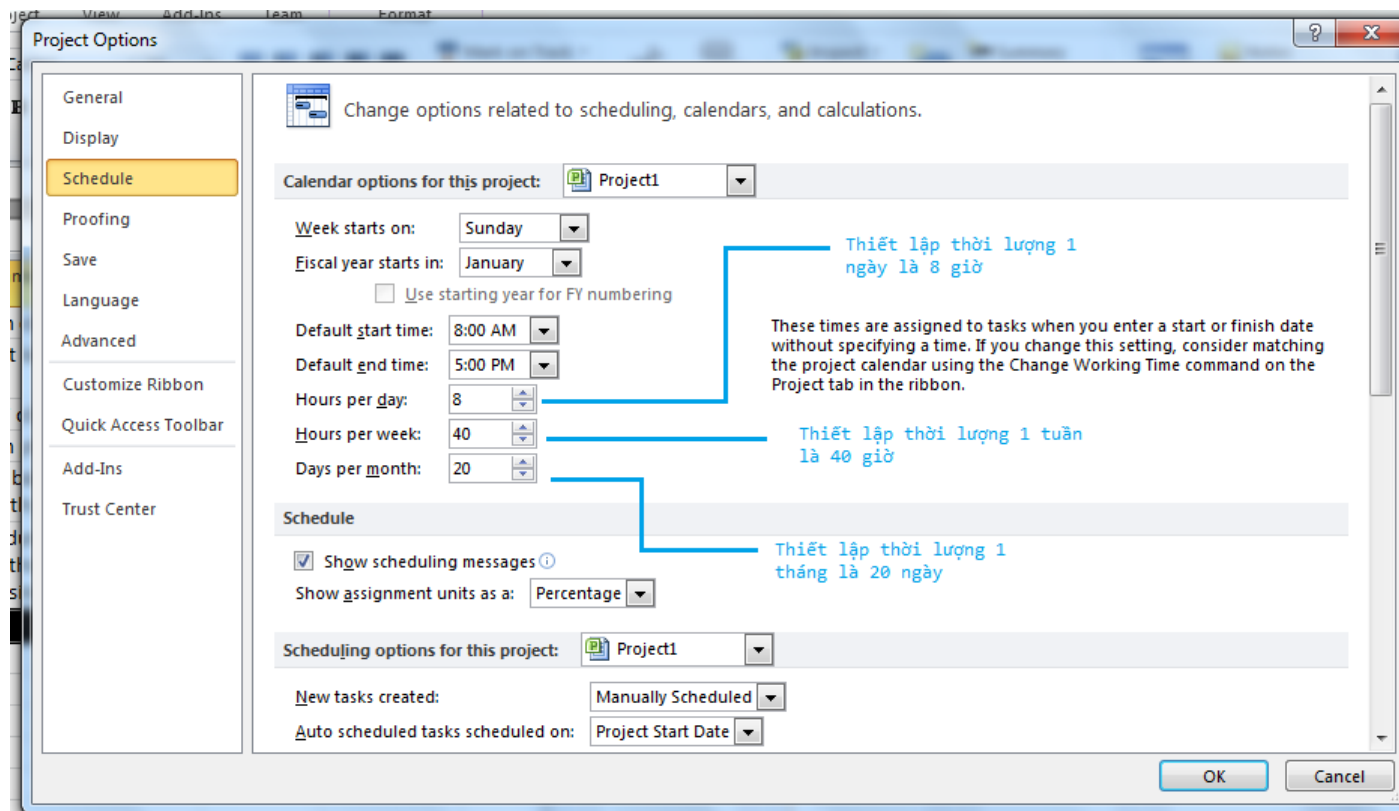 View Add-Ins Team Format
Project Options
General
Display
Schedule
Proofing
Save
Language
Advanced
Customize Ribbon
Quick Access Toolbar
Add-Ins
Trust Center
Change options related to scheduling, calendars, and calculations.
Calendar options for this project: Project1
Week starts on: Sunday
Fiscal year starts in: January
Use starting year for FY numbering
Default start time: 8:00 AM
Default end time: 5:00 PM
Hours per day: 8
Hours per week: 40
Days per month: 20
Thiết lập thời lượng 1
ngày là 8 giờ
These times are assigned to tasks when you enter a start or finish date
without specifying a time. If you change this setting, consider matching
the project calendar using the Change Working Time command on the
Project tab in the ribbon.
Thiết lập thời lượng 1 tuần
là 40 giờ
Thiết lập thời lượng 1
tháng là 20 ngày
Schedule
Show scheduling messages
Show assignment units as a: Percentage
Scheduling options for this project: Project1
New tasks created: Manually Scheduled
Auto scheduled tasks scheduled on: Project Start Date
OK Cancel